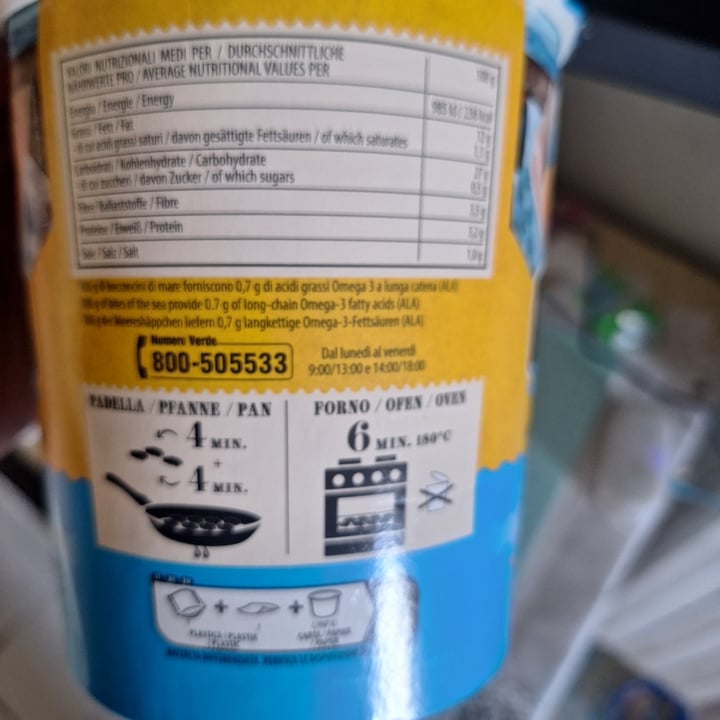 VALORI NUTRIZIONALI MEDI PER / DURCHSCHNITTLICHE
NÄHRWERTE PRO / AVERAGE NUTRITIONAL VALUES PER 100 g
Energia / Energie / Energy 985 kJ
Grassi / Fett / Fat 12 g
- di cui acidi grassi saturi / davon gesättigte Fettsäuren / of which saturates
Carboidrati / Kohlenhydrate / Carbohydrate 27 g
- di cui zuccheri / davon Zucker / of which sugars
Fibre / Ballaststoffe / Fibre
Proteine / Eiweiß / Protein
Sale / Salz / Salt
100 g di bocconcini di mare forniscono 0,7 g di acidi grassi Omega 3 a lunga catena (ALA)
100 g of bites of the sea provide 0.7 g of long-chain Omega-3 fatty acids (ALA)
100 g der Meereshäppchen liefern 0,7 g langkettige Omega-3-Fettsäuren (ALA)
Numero Verde
800-505533
Dal lunedì al venerdì
9:00/13:00 e 14:00/18:00
PADELLA / PFANNE / PAN
4 MIN.
+
4 MIN.
FORNO / OFEN / OVEN
6 MIN. 180°C
+ +